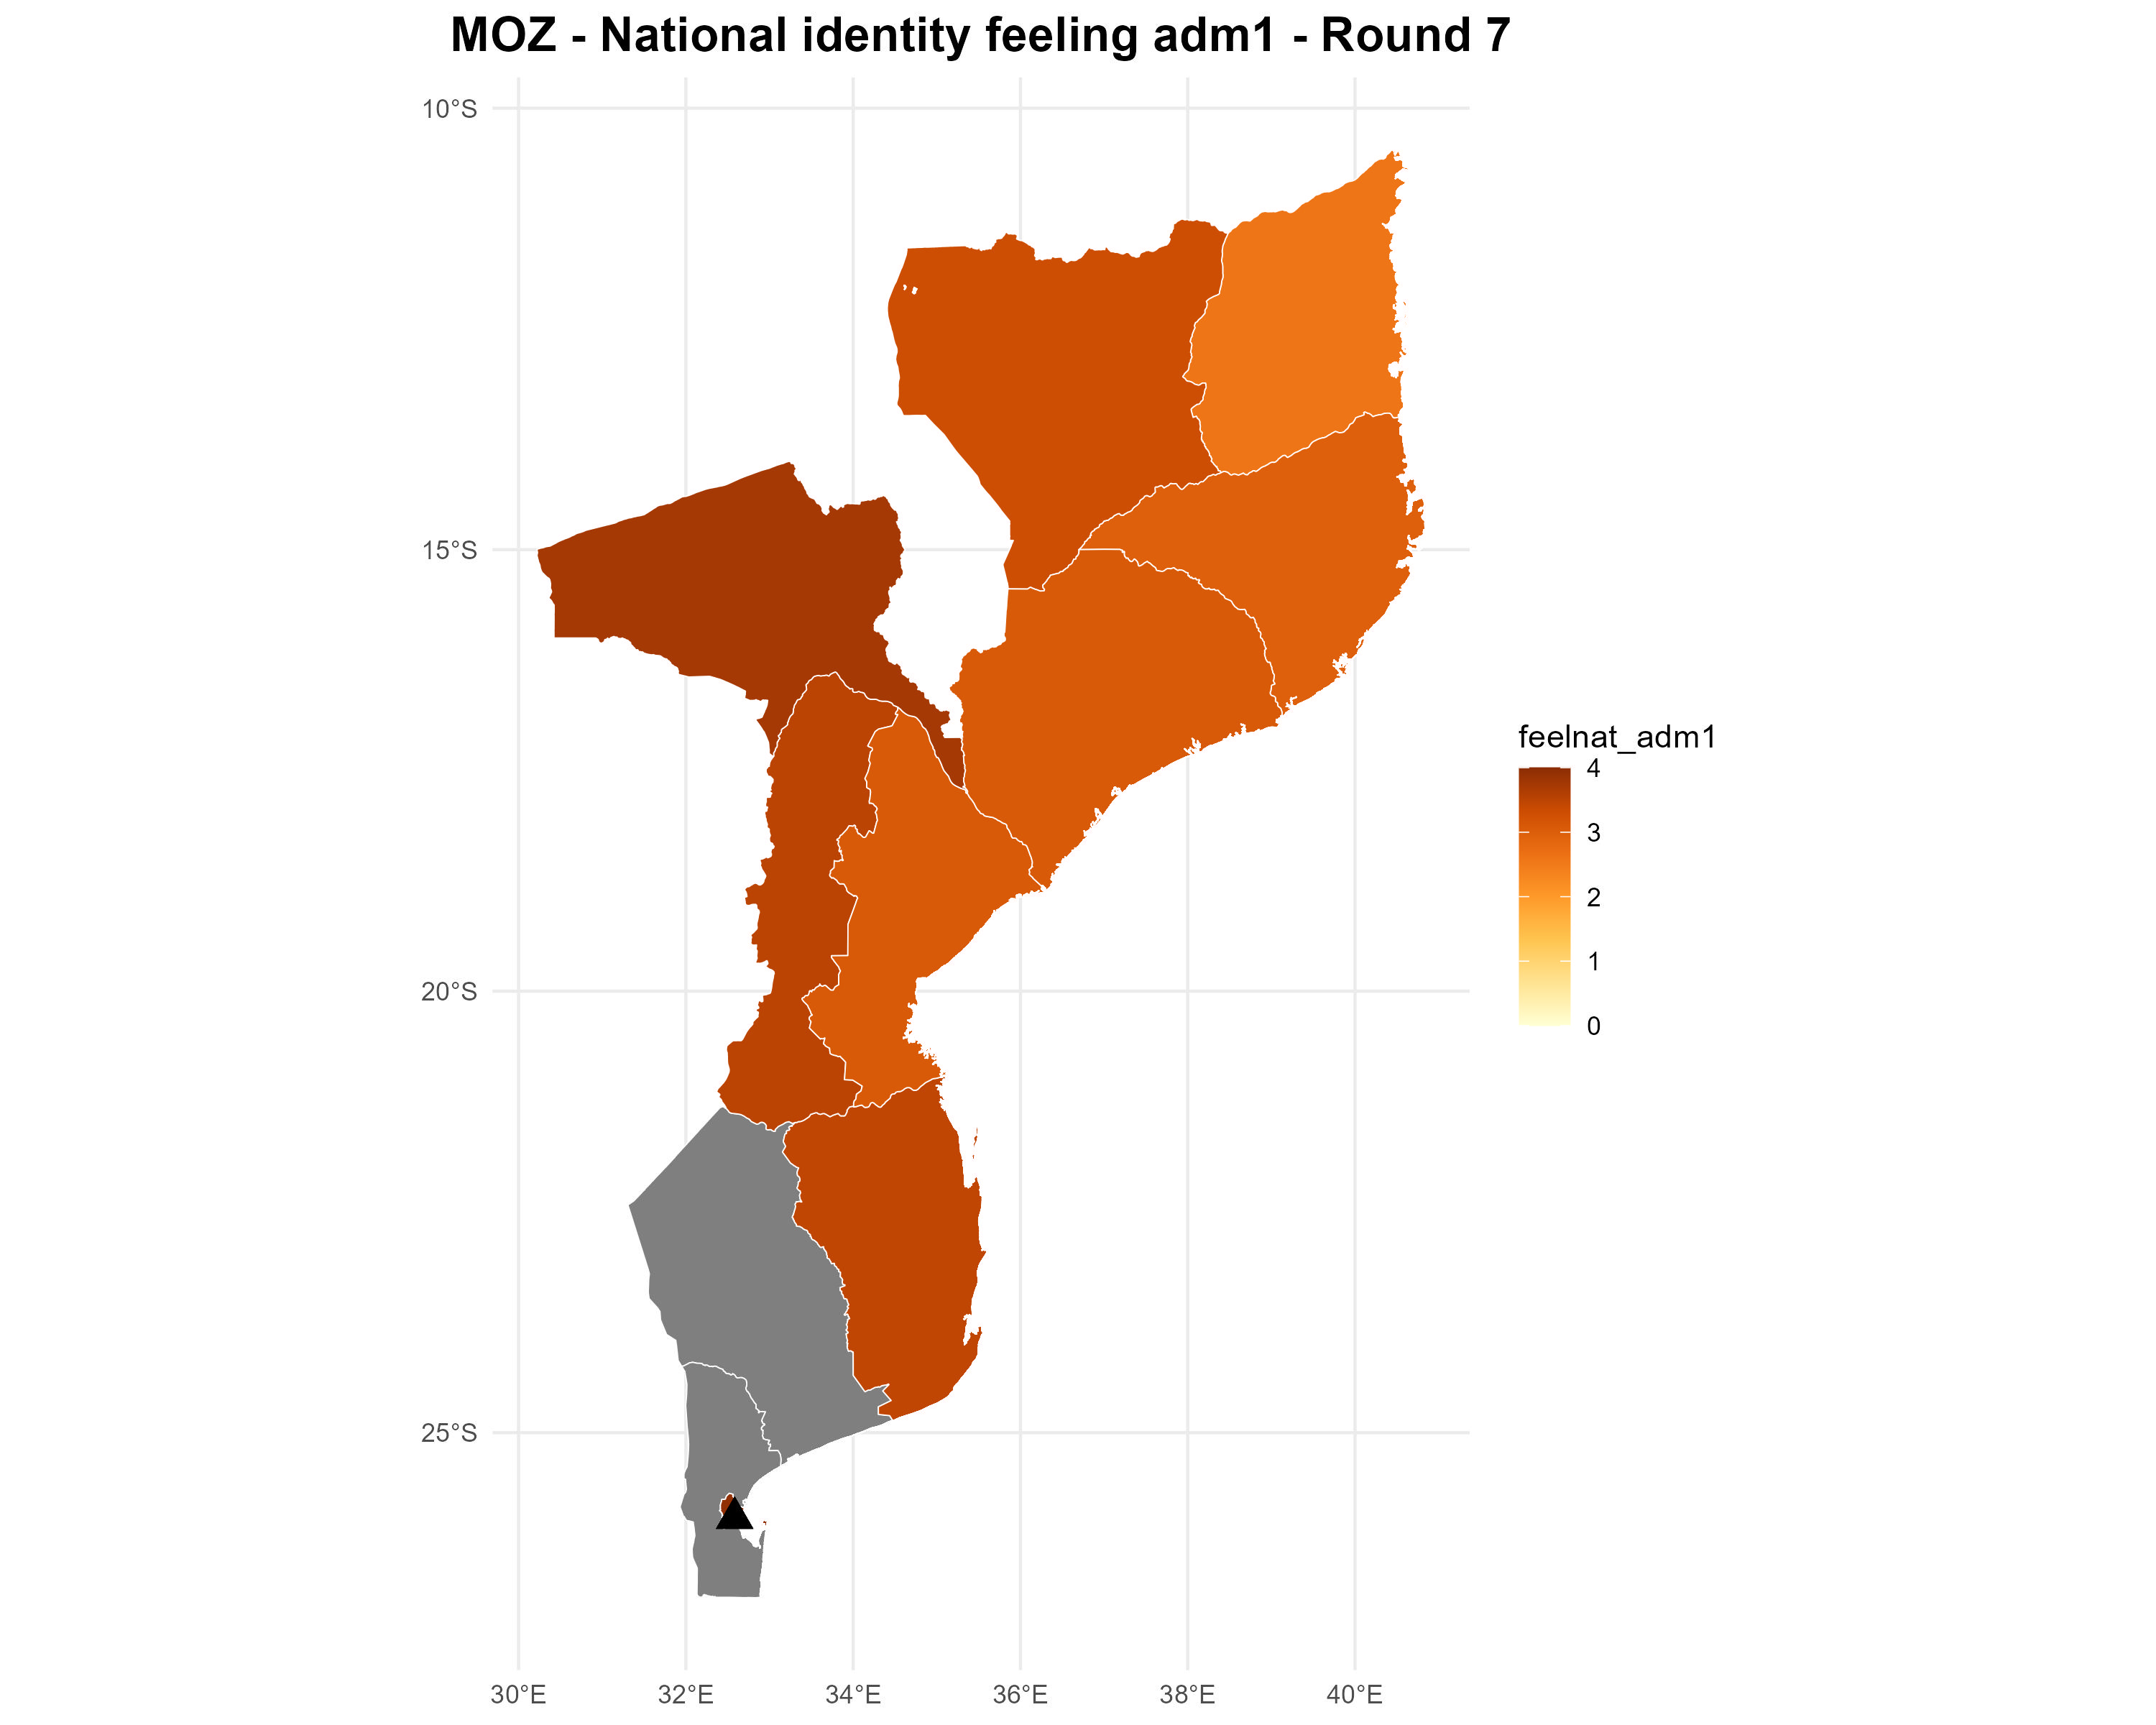 MOZ - National identity feeling adm1 - Round 7
10°S
15°S
20°S
25°S
30°E 32°E 34°E 36°E 38°E 40°E
feelnat_adm1
4
3
2
1
0